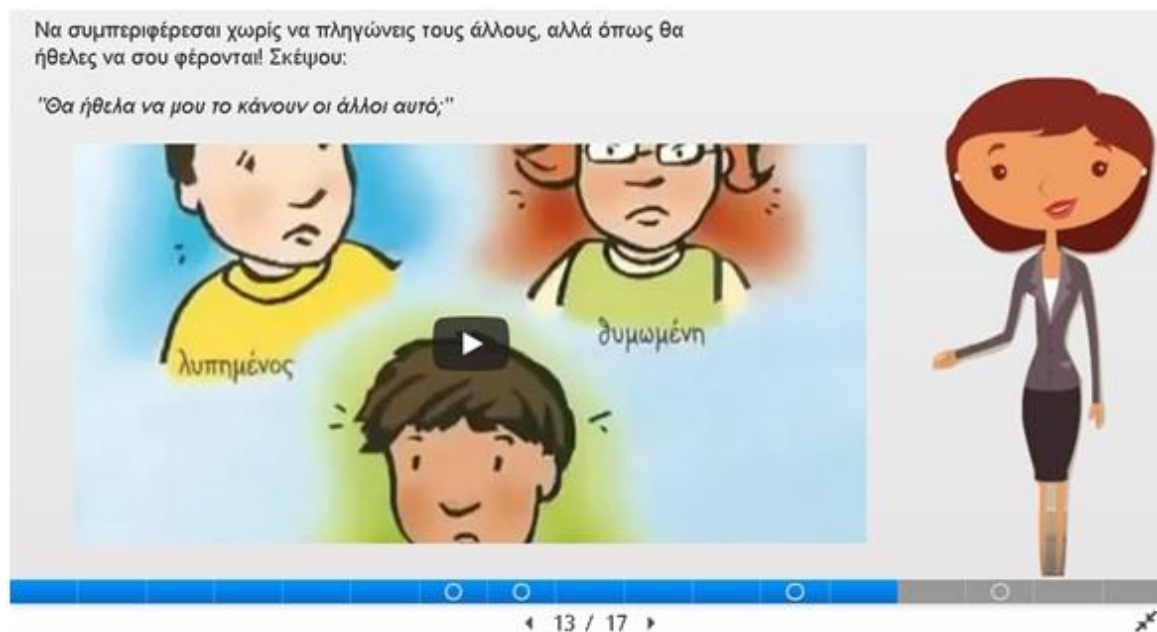 Να συμπεριφέρεσαι χωρίς να πληγώνεις τους άλλους, αλλά όπως θα
ήθελες να σου φέρονται! Σκέψου:
"Θα ήθελα να μου το κάνουν οι άλλοι αυτό;"
θυμωμένη
λυπημένος
13 / 17